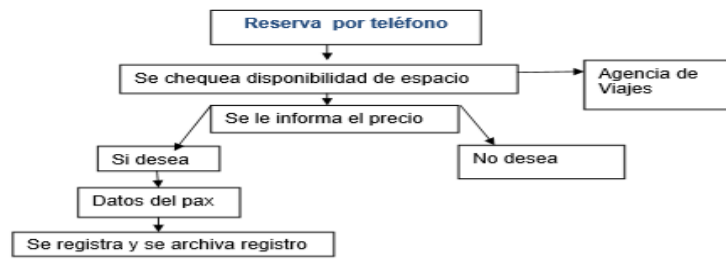 Reserva por teléfono
Se chequea disponibilidad de espacio
Agencia de
Viajes
Se le informa el precio
Si desea
No desea
Datos del pax
Se registra y se archiva registro